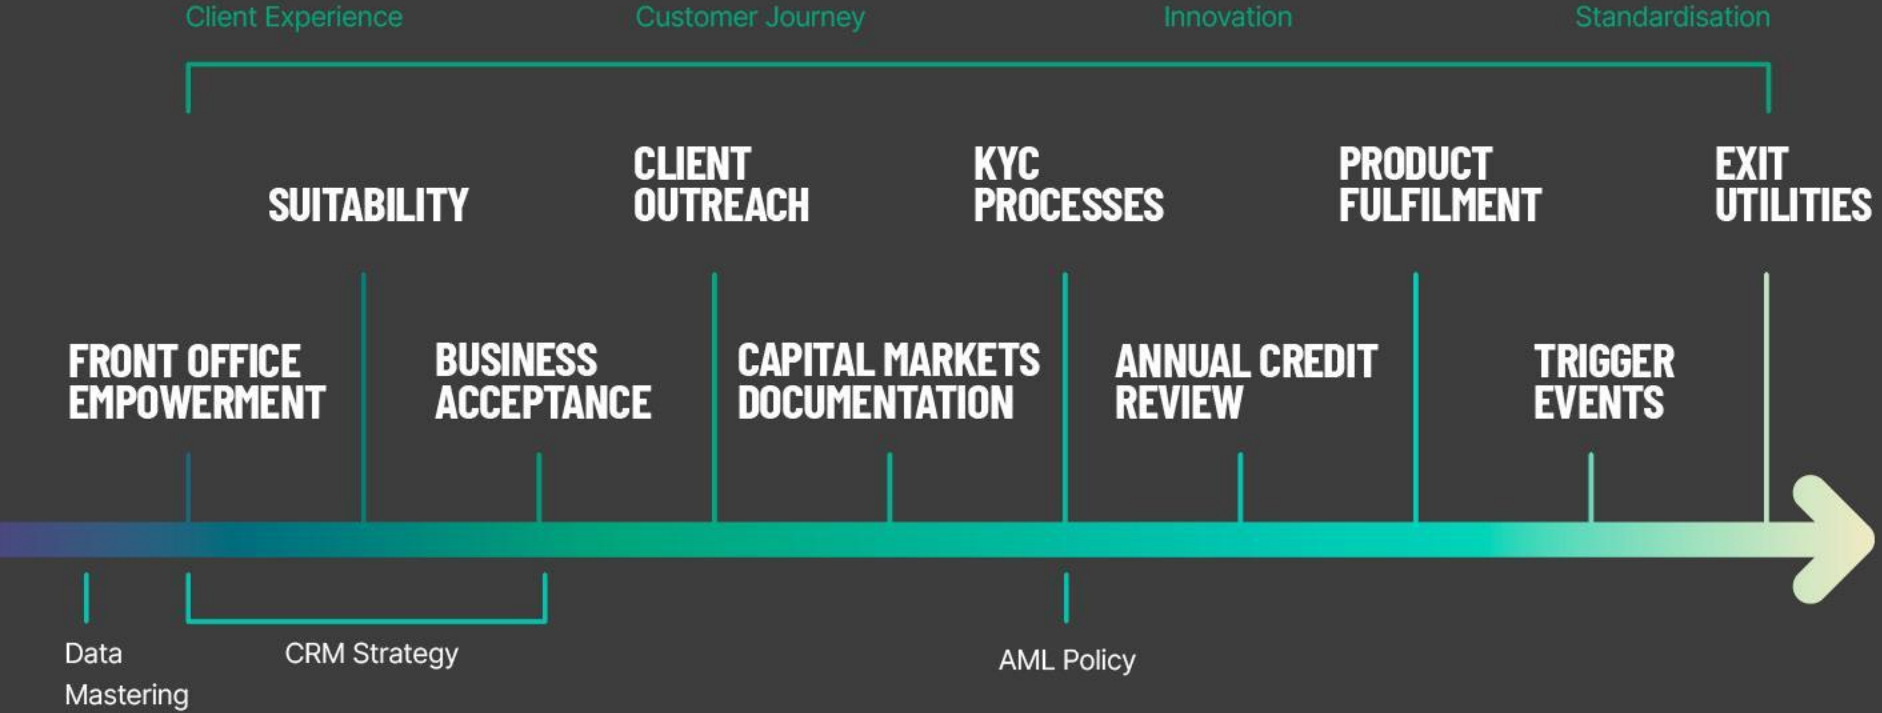 Client Experience
Customer Journey
Innovation
Standardisation
SUITABILITY
CLIENT
OUTREACH
KYC
PROCESSES
PRODUCT
FULFILMENT
EXIT
UTILITIES
FRONT OFFICE
EMPOWERMENT
BUSINESS
ACCEPTANCE
CAPITAL MARKETS
DOCUMENTATION
ANNUAL CREDIT
REVIEW
TRIGGER
EVENTS
Data
Mastering
CRM Strategy
AML Policy